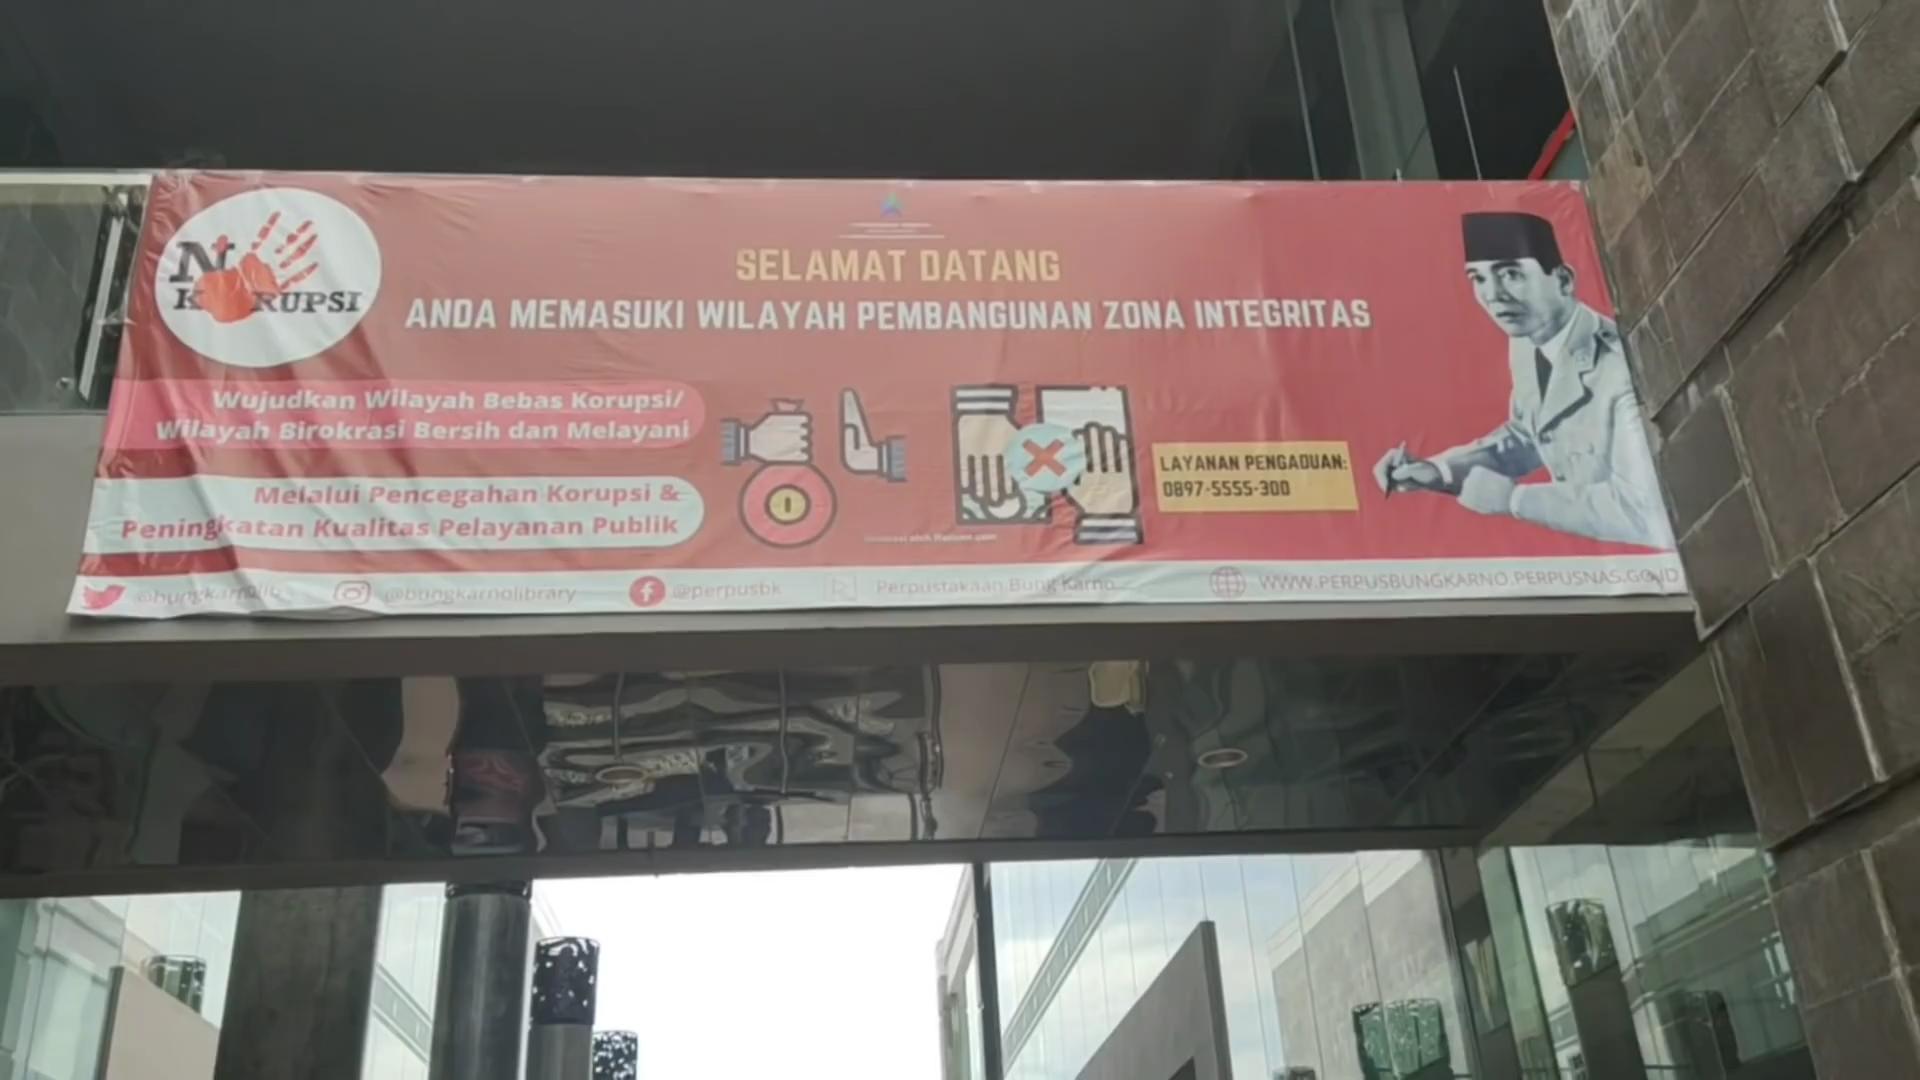 NO
KORUPSI
SELAMAT DATANG
ANDA MEMASUKI WILAYAH PEMBANGUNAN ZONA INTEGRITAS
Wujudkan Wilayah Bebas Korupsi/
Wilayah Birokrasi Bersih dan Melayani
Melalui Pencegahan Korupsi &
Peningkatan Kualitas Pelayanan Publik
LAYANAN PENGADUAN:
0897-5555-300
@bungkarnolib
@bungkarnolibrary
@perpusbk
Perpustakaan Bung Karno
WWW.PERPUSBUNGKARNO.PERPUSNAS.GO.ID